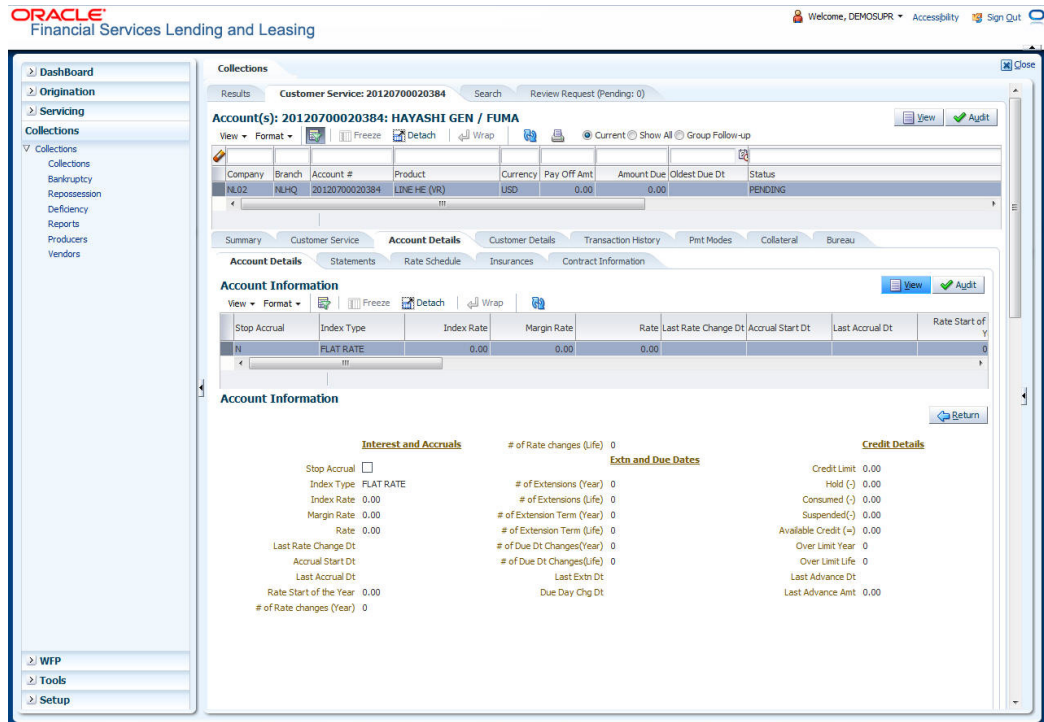 ORACLE
Financial Services Lending and Leasing
Welcome, DEMOSUPR Accessibility Sign Out
Close
DashBoard
Origination
Servicing
Collections
Collections
Collections
Bankruptcy
Repossession
Deficiency
Reports
Producers
Vendors
WFP
Tools
Setup
Collections
Results Customer Service: 20120700020384 Search Review Request (Pending: 0)
Account(s): 20120700020384: HAYASHI GEN / FUMA
View Audit
View Format Freeze Detach Wrap Current Show All Group Follow-up
Company Branch Account # Product Currency Pay Off Amt Amount Due Oldest Due Dt Status
NL02 NLHQ 20120700020384 LINE HE (VR) USD 0.00 0.00 PENDING
Summary Customer Service Account Details Customer Details Transaction History Pmt Modes Collateral Bureau
Account Details Statements Rate Schedule Insurances Contract Information
Account Information
View Audit
View Format Freeze Detach Wrap
Stop Accrual Index Type Index Rate Margin Rate Rate Last Rate Change Dt Accrual Start Dt Last Accrual Dt Rate Start of Y
N FLAT RATE 0.00 0.00 0.00 0
Account Information
Return
Interest and Accruals
Stop Accrual
Index Type FLAT RATE
Index Rate 0.00
Margin Rate 0.00
Rate 0.00
Last Rate Change Dt
Accrual Start Dt
Last Accrual Dt
Rate Start of the Year 0.00
# of Rate changes (Year) 0
# of Rate changes (Life) 0
Extn and Due Dates
# of Extensions (Year) 0
# of Extensions (Life) 0
# of Extension Term (Year) 0
# of Extension Term (Life) 0
# of Due Dt Changes(Year) 0
# of Due Dt Changes(Life) 0
Last Extn Dt
Due Day Chg Dt
Credit Details
Credit Limit 0.00
Hold (-) 0.00
Consumed (-) 0.00
Suspended(-) 0.00
Available Credit (=) 0.00
Over Limit Year 0
Over Limit Life 0
Last Advance Dt
Last Advance Amt 0.00